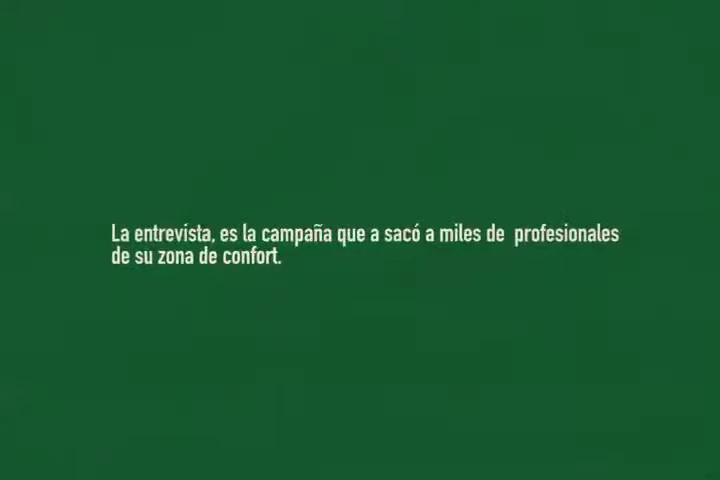 La entrevista, es la campaña que a sacó a miles de  profesionales
de su zona de confort.